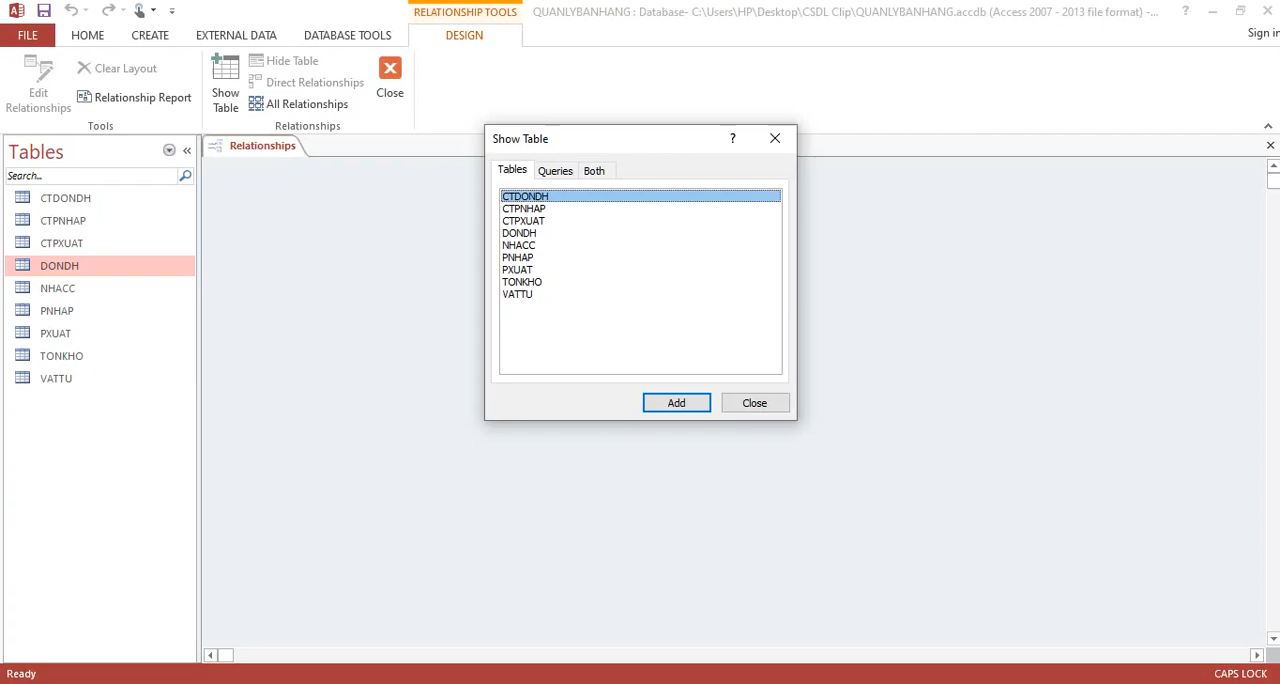 RELATIONSHIP TOOLS
QUANLYBANHANG : Database- C:\Users\HP\Desktop\CSDL Clip\QUANLYBANHANG.accdb (Access 2007 - 2013 file format) -...
?
FILE
HOME
CREATE
EXTERNAL DATA
DATABASE TOOLS
DESIGN
Sign in
Edit
Relationships
Clear Layout
Relationship Report
Tools
Show
Table
Hide Table
Direct Relationships
All Relationships
Relationships
Close
Tables
Search...
CTDONDH
CTPNHAP
CTPXUAT
DONDH
NHACC
PNHAP
PXUAT
TONKHO
VATTU
Relationships
Show Table
?
Tables
Queries
Both
CTDONDH
CTPNHAP
CTPXUAT
DONDH
NHACC
PNHAP
PXUAT
TONKHO
VATTU
Add
Close
Ready
CAPS LOCK